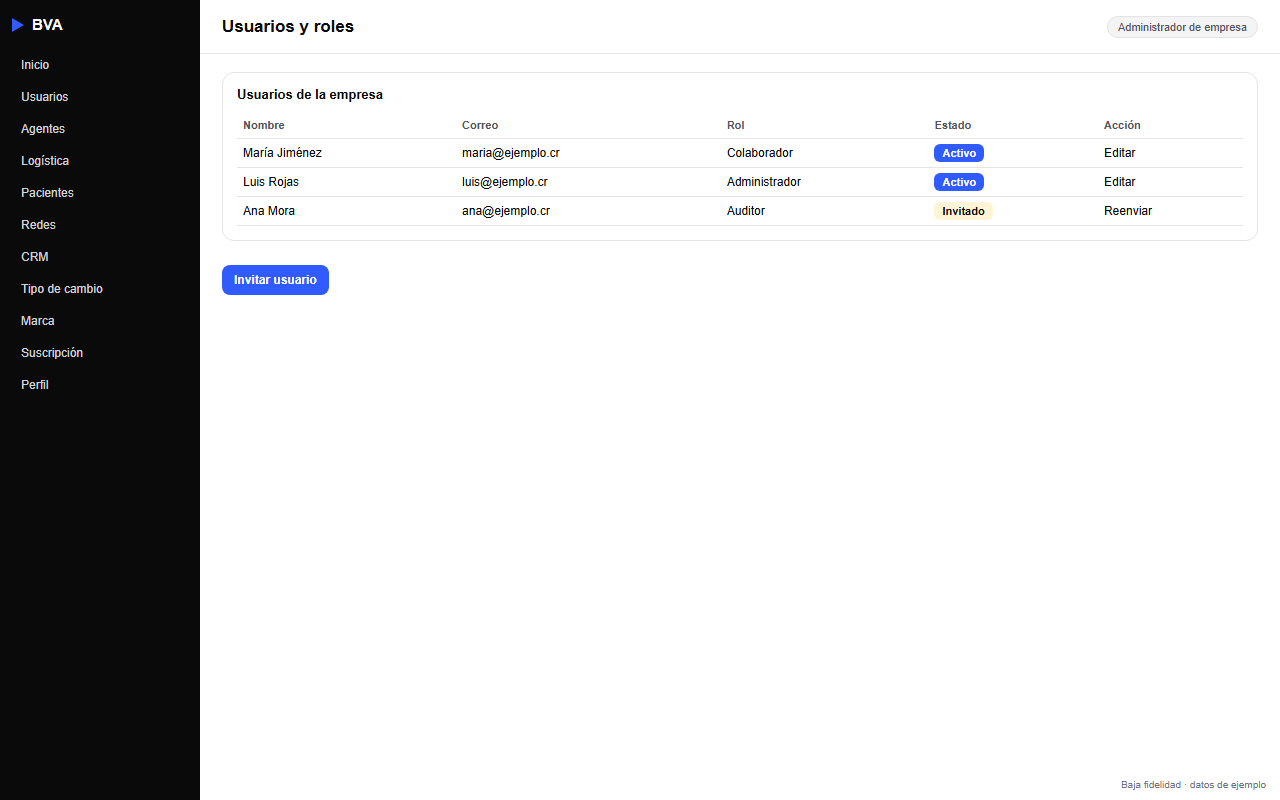 BVA
Inicio
Usuarios
Agentes
Logística
Pacientes
Redes
CRM
Tipo de cambio
Marca
Suscripción
Perfil
Usuarios y roles
Administrador de empresa
Usuarios de la empresa
Nombre Correo Rol Estado Acción
María Jiménez maria@ejemplo.cr Colaborador Activo Editar
Luis Rojas luis@ejemplo.cr Administrador Activo Editar
Ana Mora ana@ejemplo.cr Auditor Invitado Reenviar
Invitar usuario
Baja fidelidad · datos de ejemplo